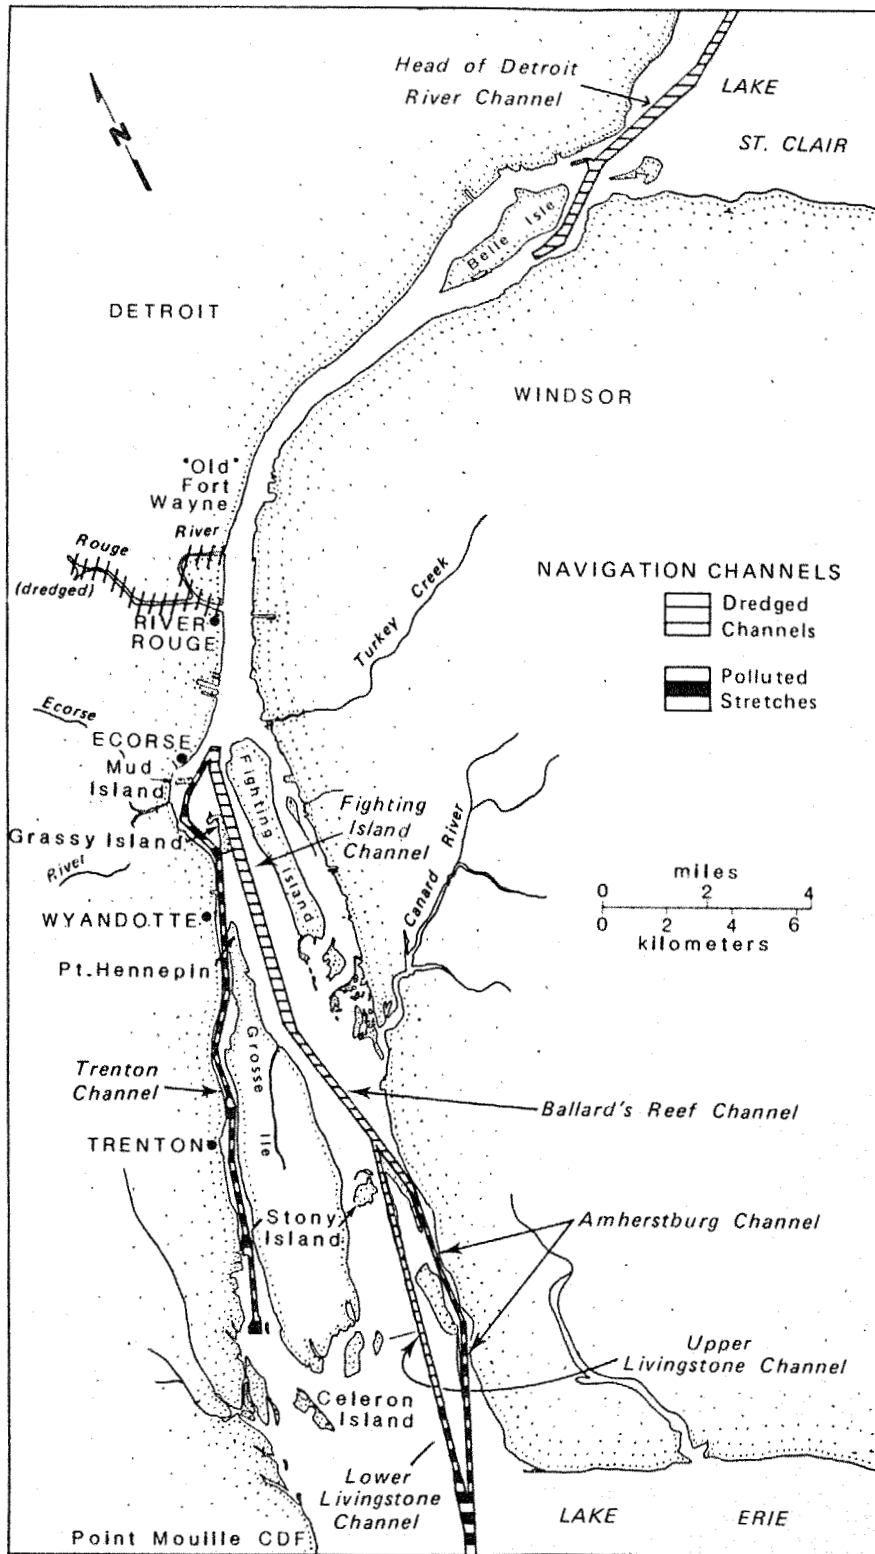 Head of Detroit
River Channel
LAKE
ST. CLAIR
N
Belle Isle
DETROIT
WINDSOR
"Old"
Fort
Wayne
Rouge
River
(dredged)
RIVER
ROUGE
Turkey Creek
NAVIGATION CHANNELS
Dredged
Channels
Polluted
Stretches
Ecorse
ECORSE
Mud
Island
Fighting Island
Fighting
Island
Channel
Grassy Island
River
Canard River
miles
0 2 4
0 2 4 6
kilometers
WYANDOTTE
Pt. Hennepin
Grosse Ile
Trenton
Channel
Ballard's Reef Channel
TRENTON
Stony
Island
Amherstburg Channel
Upper
Livingstone Channel
Celeron
Island
Lower
Livingstone
Channel
LAKE ERIE
Point Mouille CDF